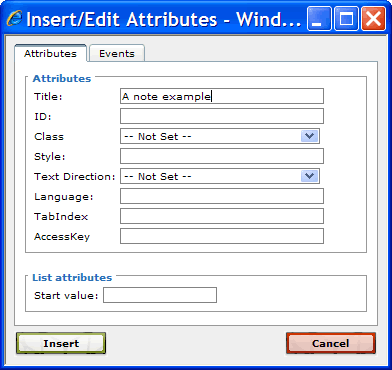 Insert/Edit Attributes - Wind...
Attributes Events
Attributes
Title: A note example
ID:
Class -- Not Set --
Style:
Text Direction: -- Not Set --
Language:
TabIndex
AccessKey
List attributes
Start value:
Insert Cancel